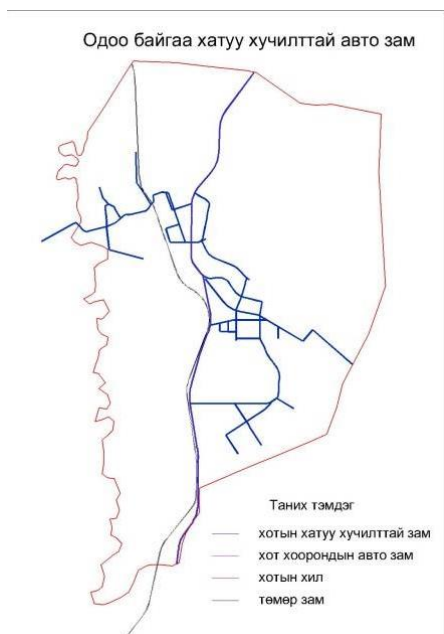 Одоо байгаа хатуу хучилттай авто зам
Таних тэмдэг
хотын хатуу хучилттай зам
хот хоорондын авто зам
хотын хил
төмөр зам